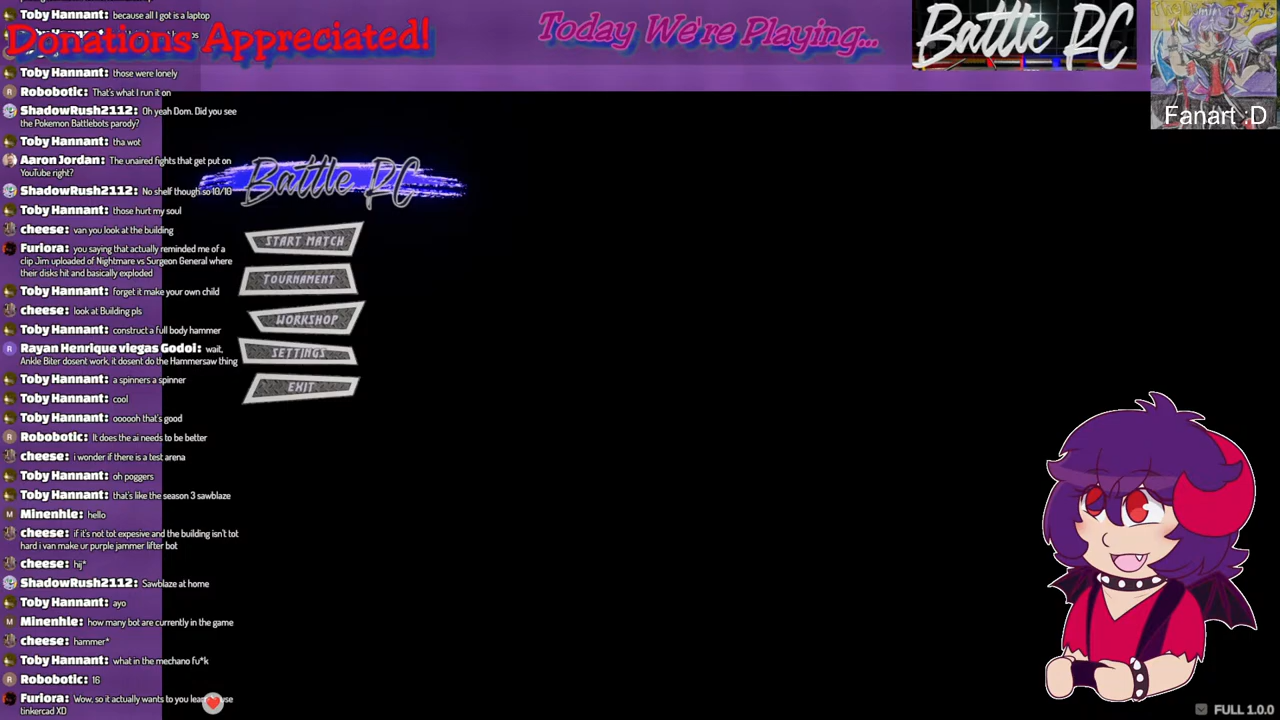 Toby Hannant: because all I got is a laptop
Donations Appreciated!
Toby Hannant: those were lonely
Robobotic: That's what I run it on
ShadowRush2112: Oh yeah Dom. Did you see
the Pokemon Battlebots parody?
Toby Hannant: tha wot
Aaron Jordan: The unaired fights that get put on
YouTube right?
ShadowRush2112: No shelf though so 10/10
Toby Hannant: those hurt my soul
cheese: van you look at the building
Furiora: you saying that actually reminded me of a
clip Jim uploaded of Nightmare vs Surgeon General where
their disks hit and basically exploded
Toby Hannant: forget it make your own child
cheese: look at Building pls
Toby Hannant: construct a full body hammer
R Rayan Henrique viegas Godoi: wait,
Ankle Biter dosent work, it dosent do the Hammersaw thing
Toby Hannant: a spinners a spinner
Toby Hannant: cool
Toby Hannant: oooooh that's good
R Robobotic: It does the ai needs to be better
cheese: i wonder if there is a test arena
Toby Hannant: oh poggers
Toby Hannant: that's like the season 3 sawblaze
M Minenhle: hello
cheese: if it's not tot expesive and the building isn't tot
hard i van make ur purple jammer lifter bot
cheese: hij*
ShadowRush2112: Sawblaze at home
Toby Hannant: ayo
M Minenhle: how many bot are currently in the game
cheese: hammer*
Toby Hannant: what in the mechano fu*k
R Robobotic: 16
Furiora: Wow, so it actually wants to you use
tinkercad XD
Today We're Playing...
Battle RC
Fanart :D
Battle RC
START MATCH
TOURNAMENT
WORKSHOP
SETTINGS
EXIT
FULL 1.0.0